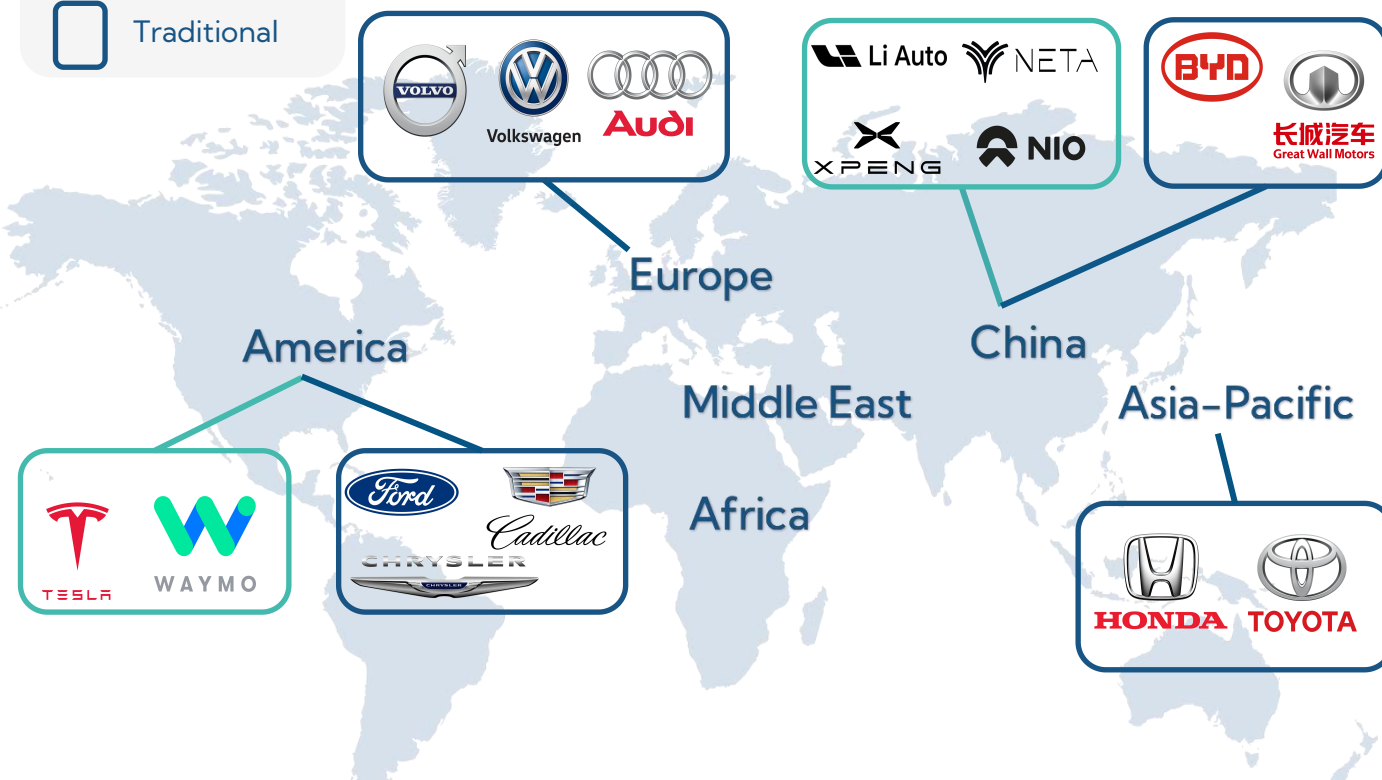 Traditional
VOLVO
Volkswagen
Audi
Li Auto
NETA
XPENG
NIO
BYD
长城汽车
Great Wall Motors
Europe
America
China
Middle East
Asia-Pacific
Africa
TESLA
WAYMO
Ford
Cadillac
CHRYSLER
CHRYSLER
HONDA
TOYOTA